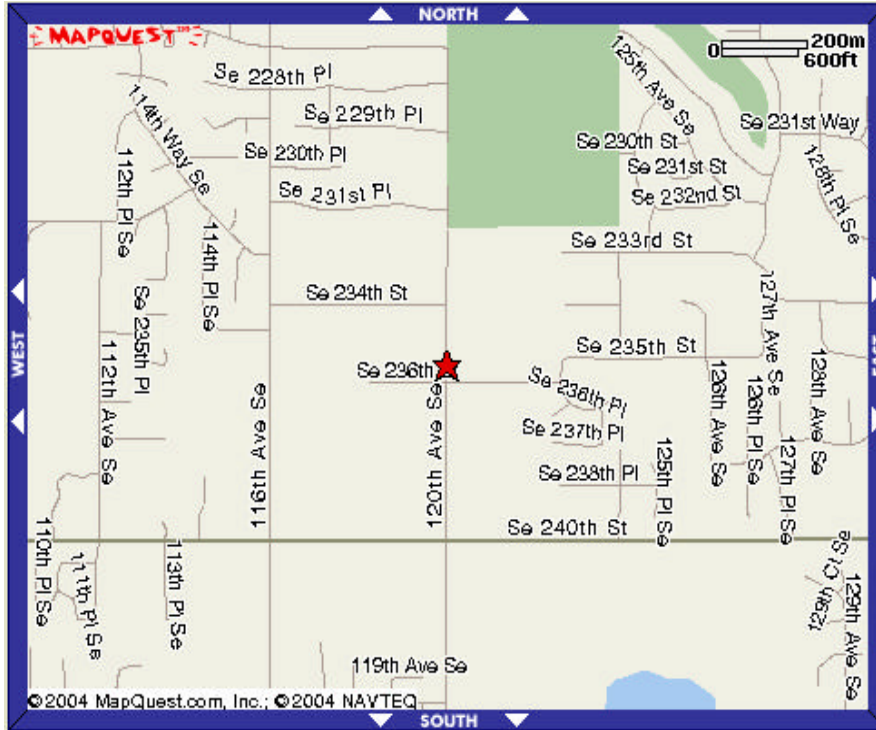 NORTH
MAPQUEST
0 200m
600ft
Se 228th Pl
125th Ave Se
Se 229th Pl
114th Way Se
Se 231st Way
Se 230th St
Se 230th Pl
112th Pl Se
Se 231st St
128th Pl Se
Se 231st Pl
Se 232nd St
114th Pl Se
Se 233rd St
Se 234th St
127th Ave Se
Se 235th Pl
Se 235th St
WEST
Se 236th
Se 236th Pl
112th Ave Se
116th Ave Se
120th Ave Se
126th Ave Se
126th Pl Se
128th Ave Se
Se 237th Pl
Se 238th Pl
125th Pl Se
127th Pl Se
Se 240th St
110th Pl Se
111th Pl Se
113th Pl Se
129th Ct Se
129th Ave Se
119th Ave Se
©2004 MapQuest.com, Inc.; ©2004 NAVTEQ
SOUTH